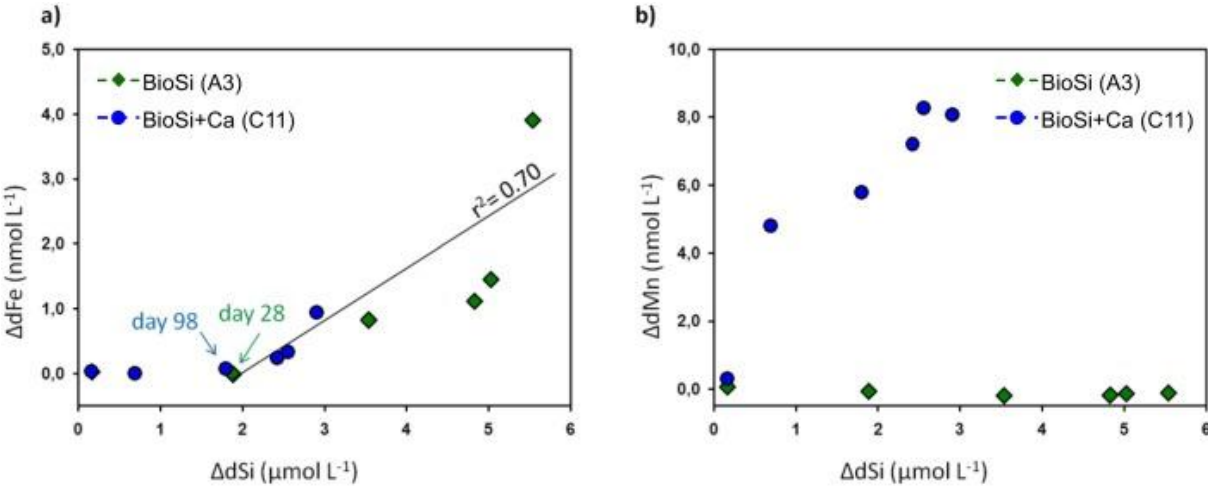 a)
5,0
4,0
3,0
2,0
1,0
0,0
ΔdFe (nmol L⁻¹)
BioSi (A3)
BioSi+Ca (C11)
r²= 0.70
day 98
day 28
0 1 2 3 4 5 6
ΔdSi (μmol L⁻¹)
b)
10,0
8,0
6,0
4,0
2,0
0,0
ΔdMn (nmol L⁻¹)
BioSi (A3)
BioSi+Ca (C11)
0 1 2 3 4 5 6
ΔdSi (μmol L⁻¹)